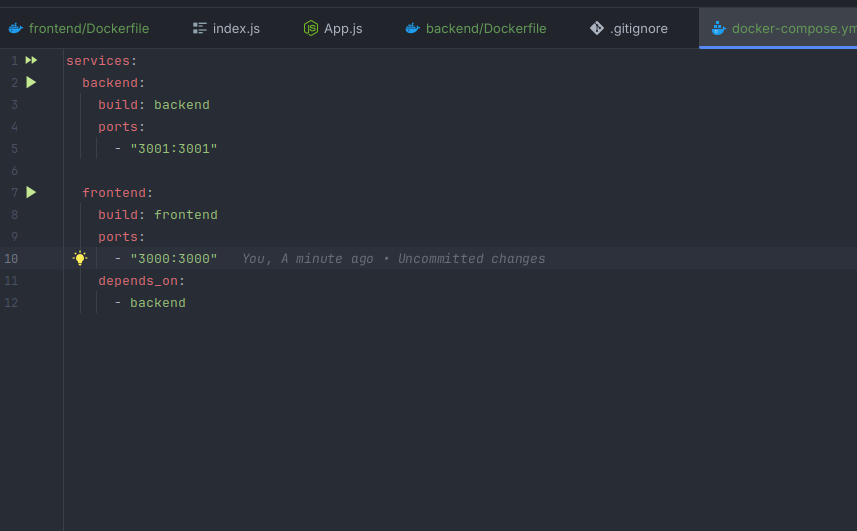 frontend/Dockerfile index.js App.js backend/Dockerfile .gitignore docker-compose.ym
1 services:
2 backend:
3 build: backend
4 ports:
5 - "3001:3001"
6
7 frontend:
8 build: frontend
9 ports:
10 - "3000:3000" You, A minute ago • Uncommitted changes
11 depends_on:
12 - backend